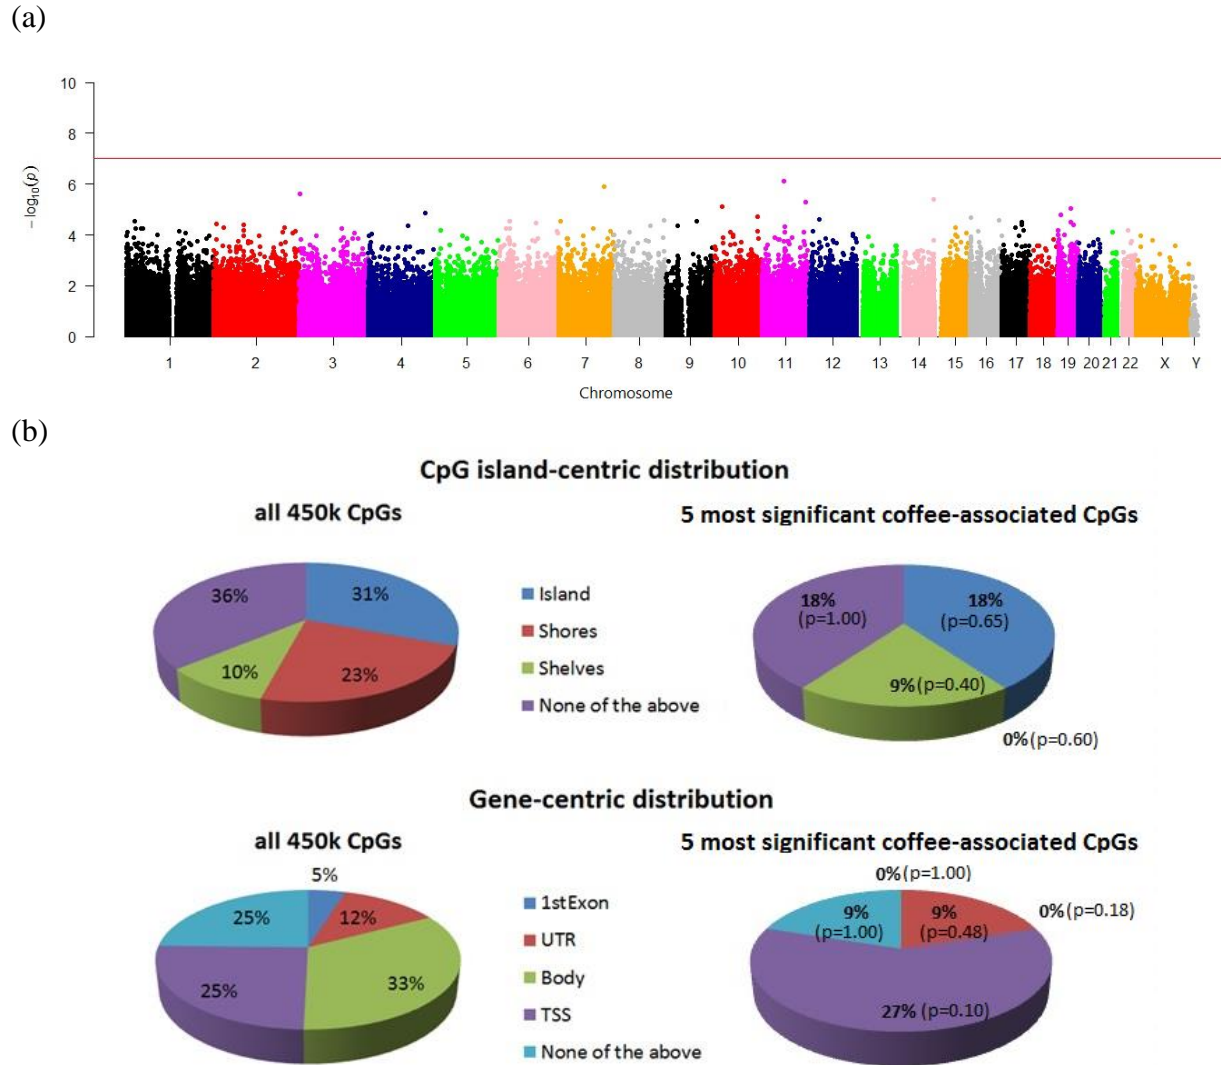 (a)
10
8
6
4
2
0
− log10(p)
1 2 3 4 5 6 7 8 9 10 11 12 13 14 15 16 17 18 19 20 21 22 X Y
Chromosome
(b)
CpG island-centric distribution
all 450k CpGs
36%
31%
10%
23%
Island
Shores
Shelves
None of the above
5 most significant coffee-associated CpGs
18%
(p=1.00)
18%
(p=0.65)
9% (p=0.40)
0% (p=0.60)
Gene-centric distribution
all 450k CpGs
5%
25%
12%
25%
33%
1stExon
UTR
Body
TSS
None of the above
5 most significant coffee-associated CpGs
0% (p=1.00)
9%
(p=1.00)
9%
(p=0.48)
0% (p=0.18)
27% (p=0.10)